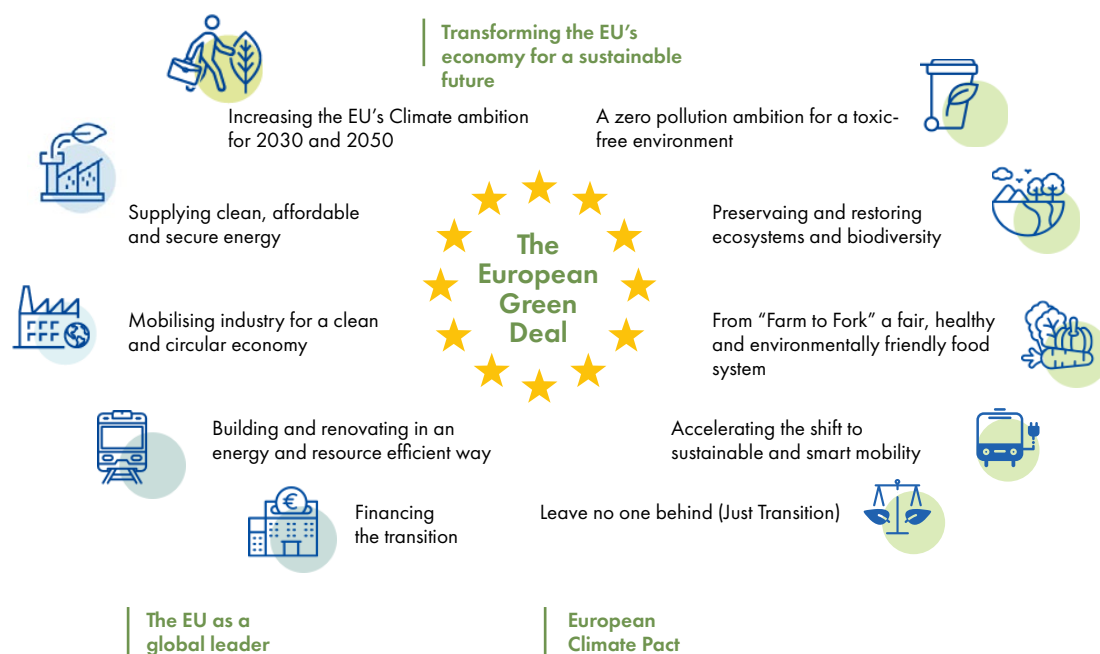 Transforming the EU's
economy for a sustainable
future
Increasing the EU's Climate ambition
for 2030 and 2050
A zero pollution ambition for a toxic-
free environment
Supplying clean, affordable
and secure energy
Preservaing and restoring
ecosystems and biodiversity
The
European
Green
Deal
Mobilising industry for a clean
and circular economy
From “Farm to Fork” a fair, healthy
and environmentally friendly food
system
Building and renovating in an
energy and resource efficient way
Accelerating the shift to
sustainable and smart mobility
€
Financing
the transition
Leave no one behind (Just Transition)
The EU as a
global leader
European
Climate Pact